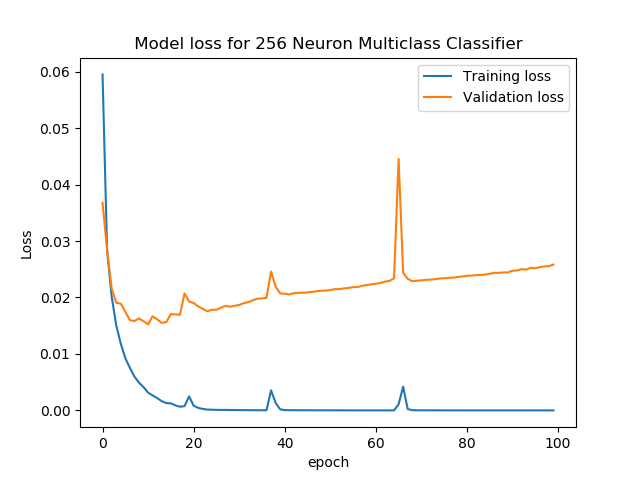 Model loss for 256 Neuron Multiclass Classifier
Training loss
Validation loss
0.06
0.05
0.04
0.03
0.02
0.01
0.00
Loss
0
20
40
60
80
100
epoch